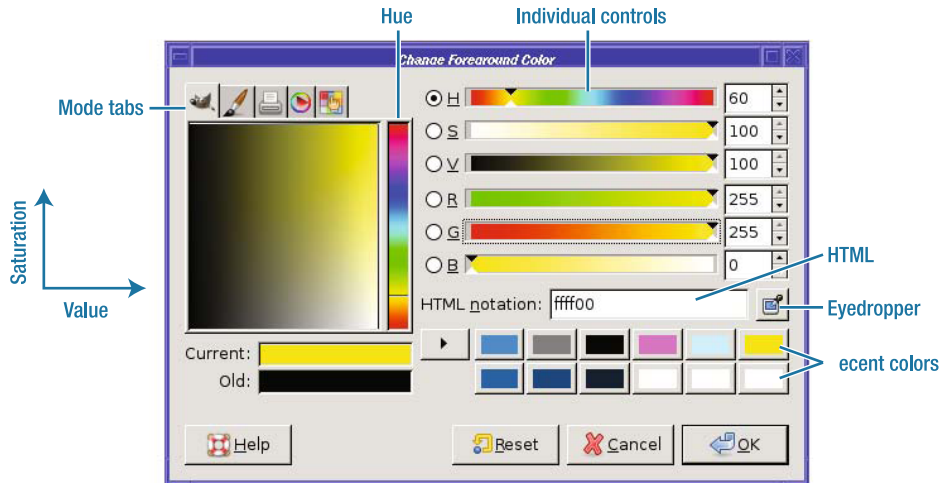 Hue
Individual controls
Change Foreground Color
Mode tabs
H 60
S 100
V 100
R 255
G 255
B 0
Saturation
Value
HTML
HTML notation: ffff00
Eyedropper
Current:
Old:
ecent colors
Help
Reset
Cancel
OK